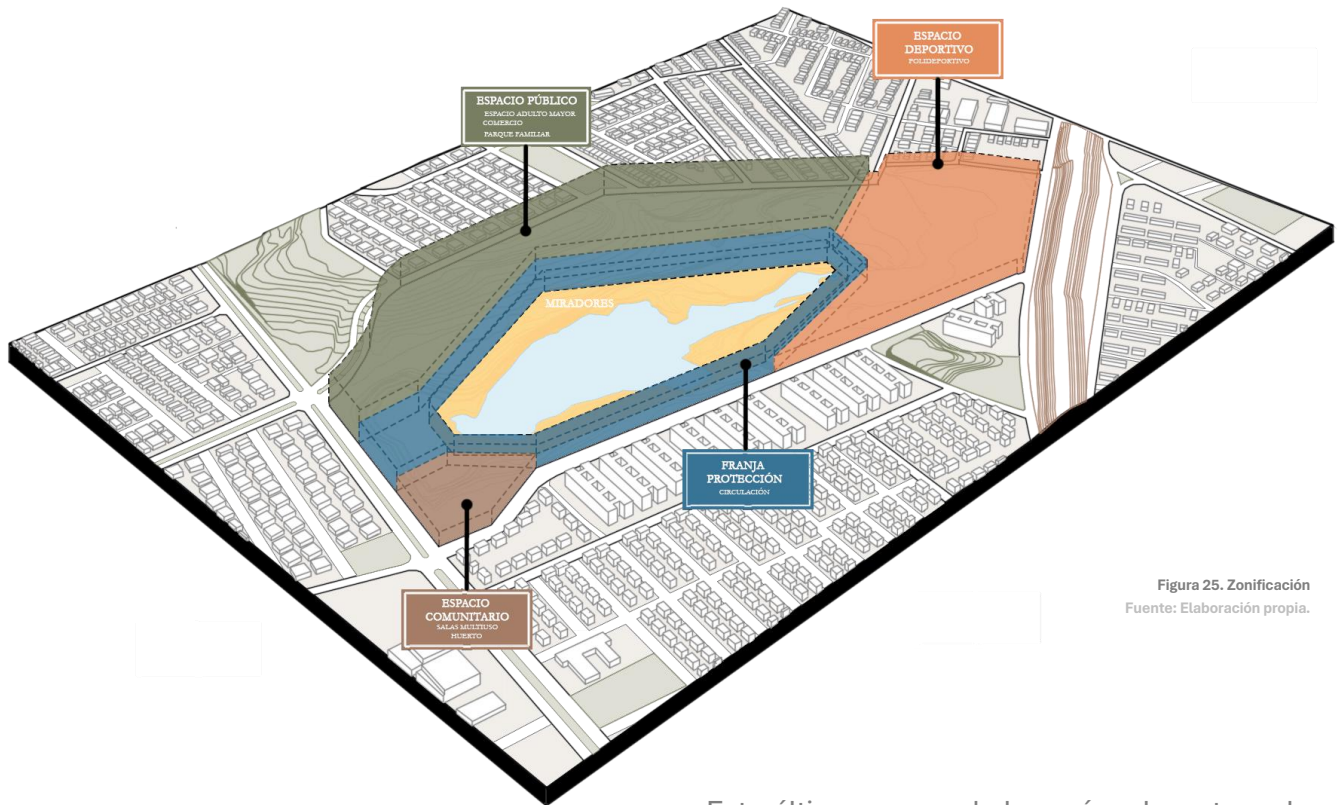 ESPACIO
DEPORTIVO
POLIDEPORTIVO
ESPACIO PÚBLICO
ESPACIO ADULTO MAYOR
COMERCIO
PARQUE FAMILIAR
MIRADORES
FRANJA
PROTECCIÓN
CIRCULACIÓN
ESPACIO
COMUNITARIO
SALAS MULTIUSO
HUERTO
Figura 25. Zonificación
Fuente: Elaboración propia.